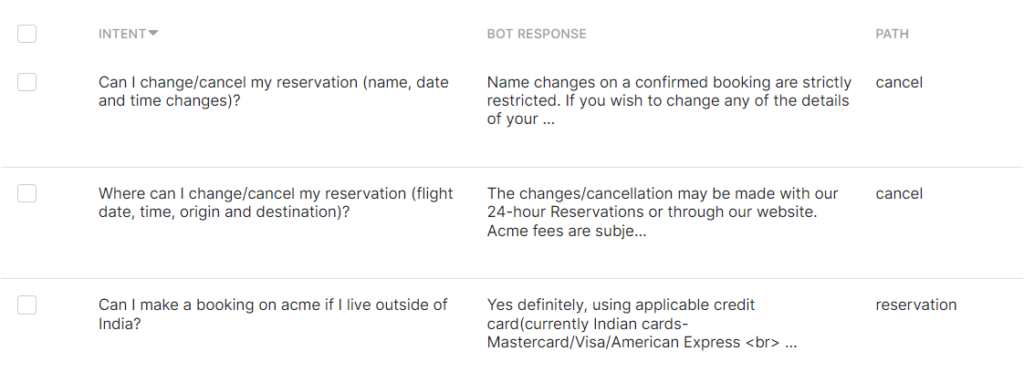 INTENT BOT RESPONSE PATH
Can I change/cancel my reservation (name, date
and time changes)?
Name changes on a confirmed booking are strictly
restricted. If you wish to change any of the details
of your ...
cancel
Where can I change/cancel my reservation (flight
date, time, origin and destination)?
The changes/cancellation may be made with our
24-hour Reservations or through our website.
Acme fees are subje...
cancel
Can I make a booking on acme if I live outside of
India?
Yes definitely, using applicable credit
card(currently Indian cards-
Mastercard/Visa/American Express <br> ...
reservation